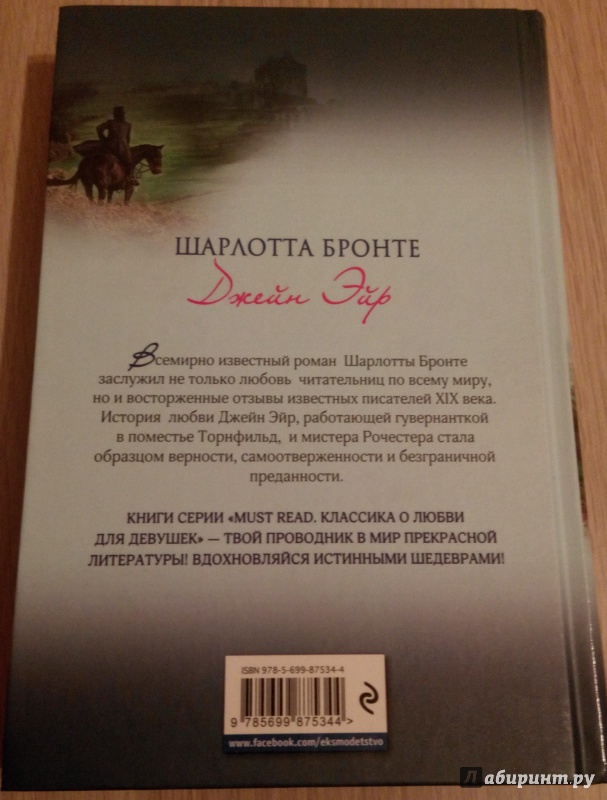 ШАРЛОТТА БРОНТЕ
Джейн Эйр
Всемирно известный роман Шарлотты Бронте
заслужил не только любовь читательниц по всему миру,
но и восторженные отзывы известных писателей XIX века.
История любви Джейн Эйр, работающей гувернанткой
в поместье Торнфильд, и мистера Рочестера стала
образцом верности, самоотверженности и безграничной
преданности.
КНИГИ СЕРИИ «MUST READ. КЛАССИКА О ЛЮБВИ
ДЛЯ ДЕВУШЕК» — ТВОЙ ПРОВОДНИК В МИР ПРЕКРАСНОЙ
ЛИТЕРАТУРЫ! ВДОХНОВЛЯЙСЯ ИСТИННЫМИ ШЕДЕВРАМИ!
ISBN 978-5-699-87534-4
9 785699 875344 >
www.facebook.com/eksmodetstvo
Лабиринт.ру